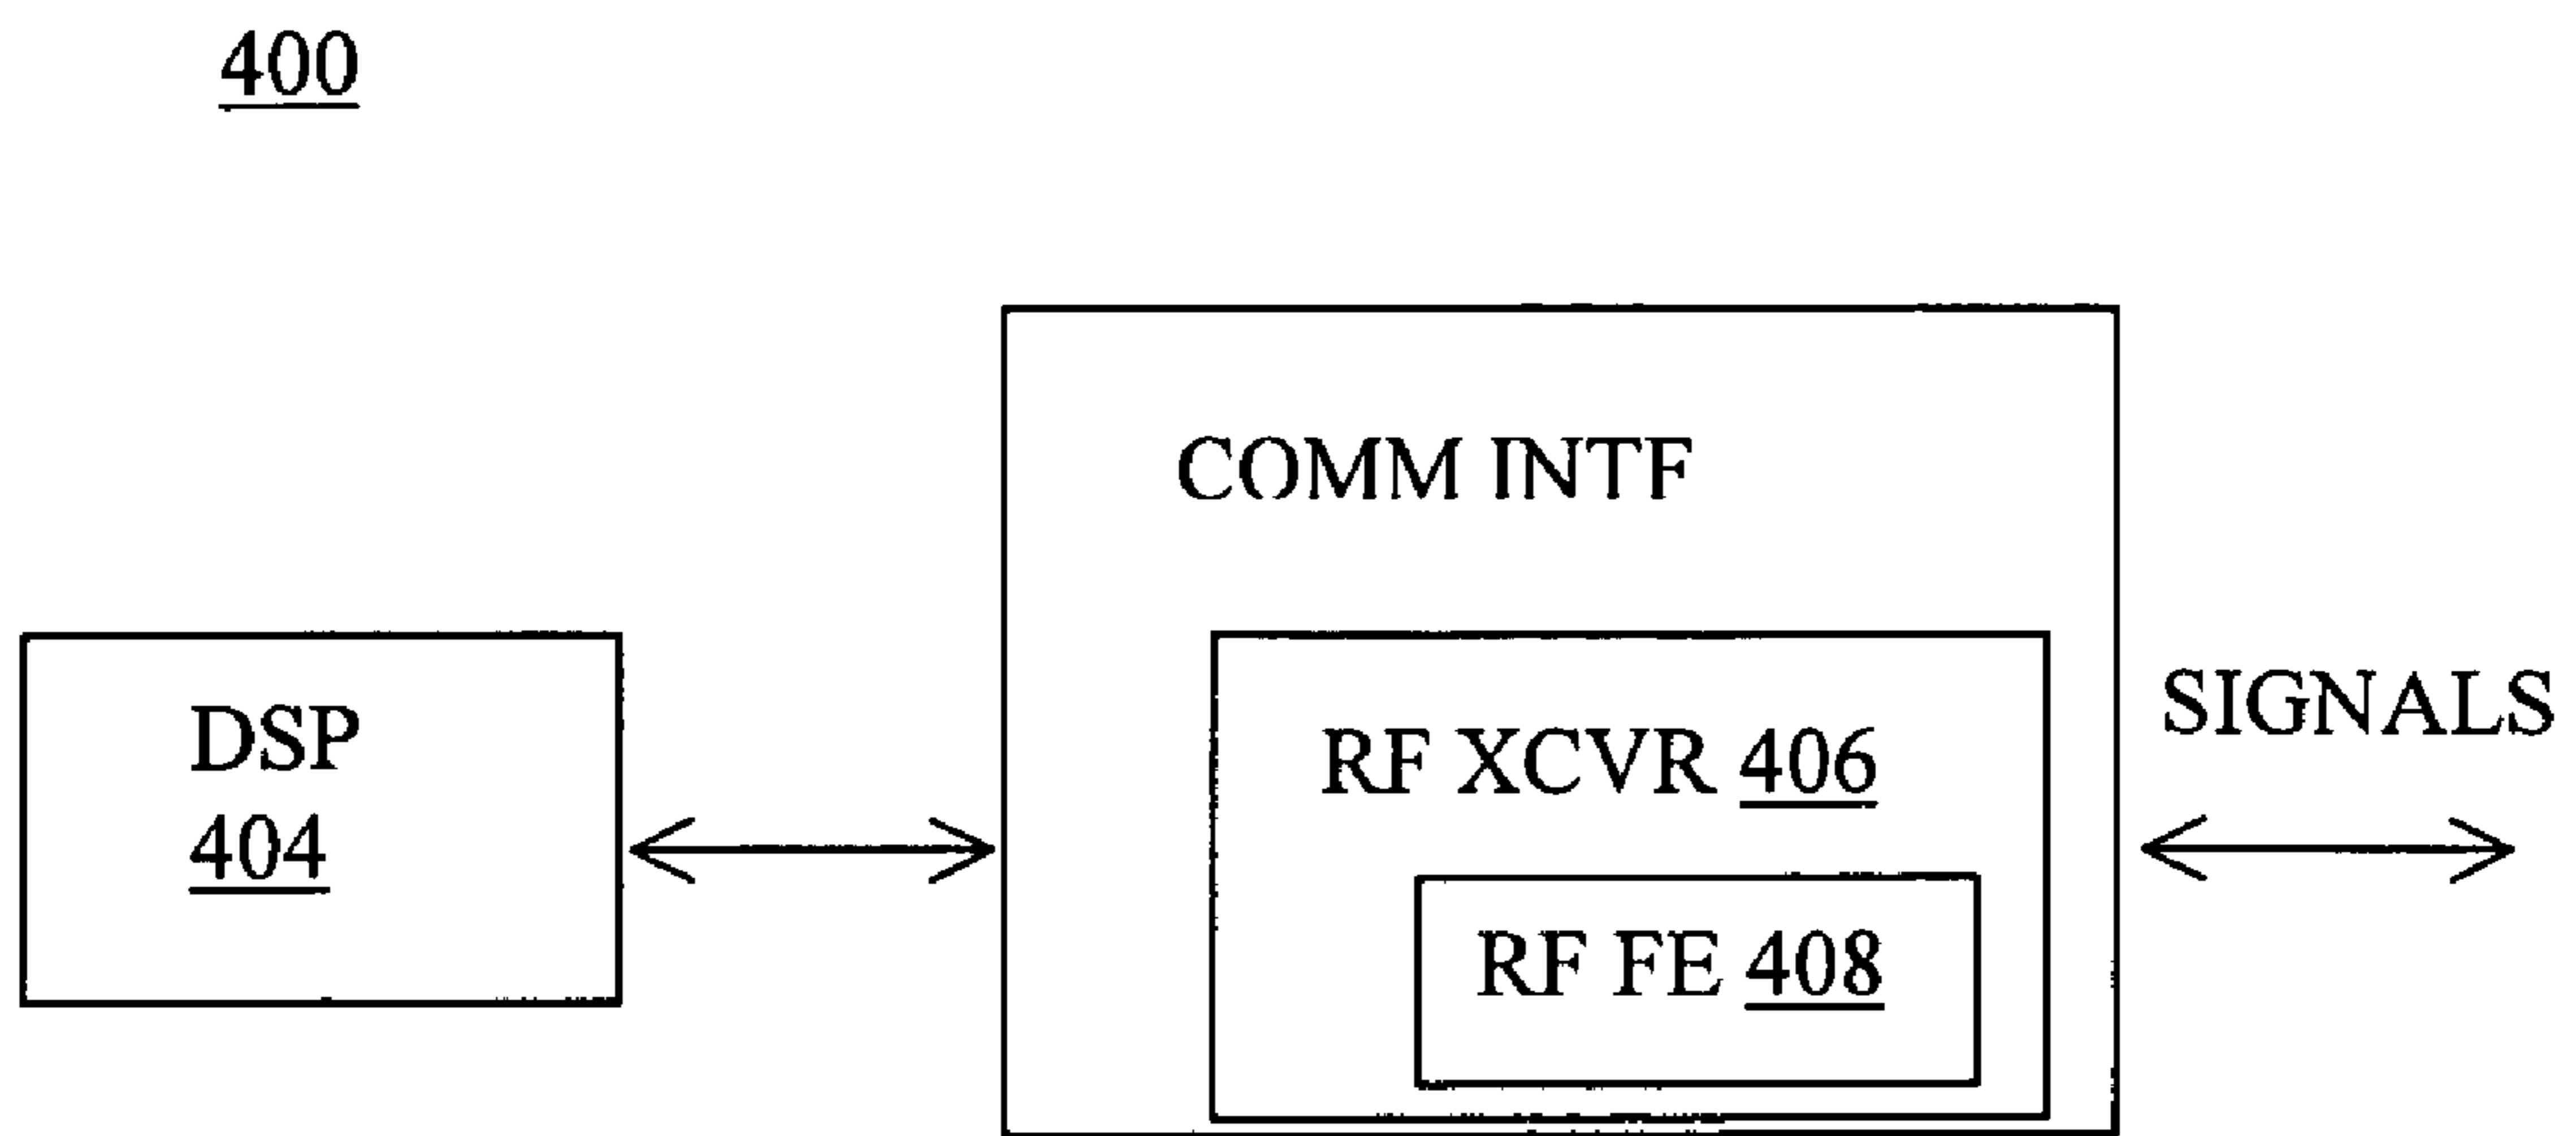 400
COMM INTF
DSP
404
RF XCVR 406
RF FE 408
SIGNALS